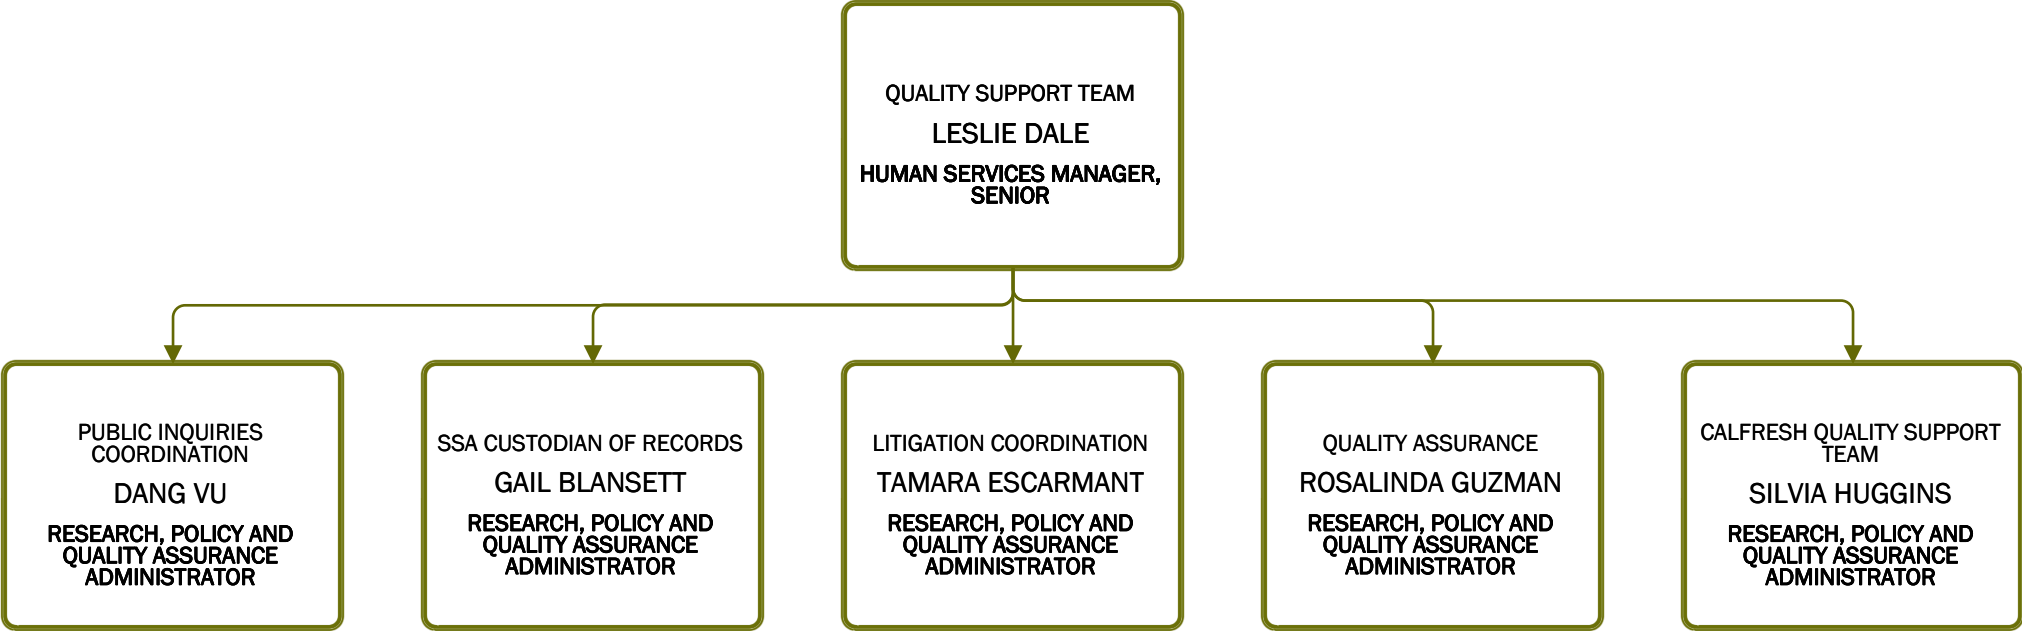 QUALITY SUPPORT TEAM
LESLIE DALE
HUMAN SERVICES MANAGER,
SENIOR
PUBLIC INQUIRIES
COORDINATION
DANG VU
RESEARCH, POLICY AND
QUALITY ASSURANCE
ADMINISTRATOR
SSA CUSTODIAN OF RECORDS
GAIL BLANSETT
RESEARCH, POLICY AND
QUALITY ASSURANCE
ADMINISTRATOR
LITIGATION COORDINATION
TAMARA ESCARMANT
RESEARCH, POLICY AND
QUALITY ASSURANCE
ADMINISTRATOR
QUALITY ASSURANCE
ROSALINDA GUZMAN
RESEARCH, POLICY AND
QUALITY ASSURANCE
ADMINISTRATOR
CALFRESH QUALITY SUPPORT
TEAM
SILVIA HUGGINS
RESEARCH, POLICY AND
QUALITY ASSURANCE
ADMINISTRATOR